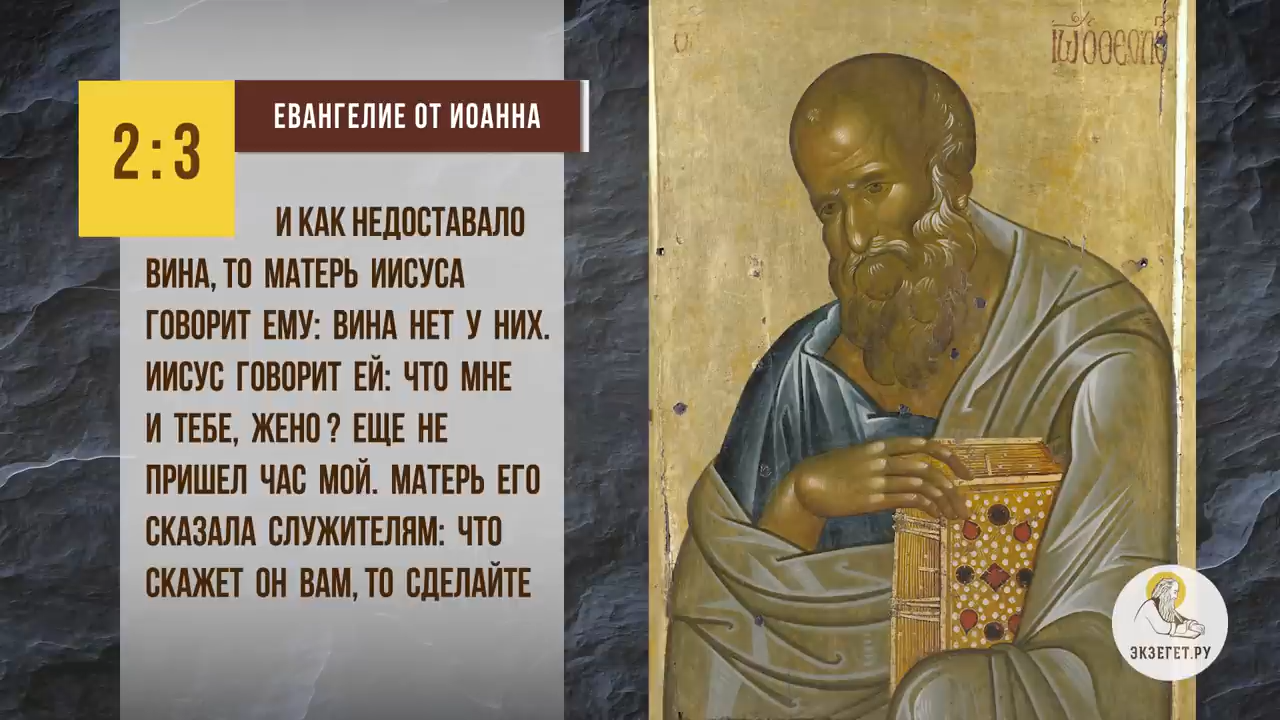 2:3
ЕВАНГЕЛИЕ ОТ ИОАННА
И КАК НЕДОСТАВАЛО
ВИНА, ТО МАТЕРЬ ИИСУСА
ГОВОРИТ ЕМУ: ВИНА НЕТ У НИХ.
ИИСУС ГОВОРИТ ЕЙ: ЧТО МНЕ
И ТЕБЕ, ЖЕНО? ЕЩЕ НЕ
ПРИШЕЛ ЧАС МОЙ. МАТЕРЬ ЕГО
СКАЗАЛА СЛУЖИТЕЛЯМ: ЧТО
СКАЖЕТ ОН ВАМ, ТО СДЕЛАЙТЕ
ЭКЗЕГЕТ.РУ